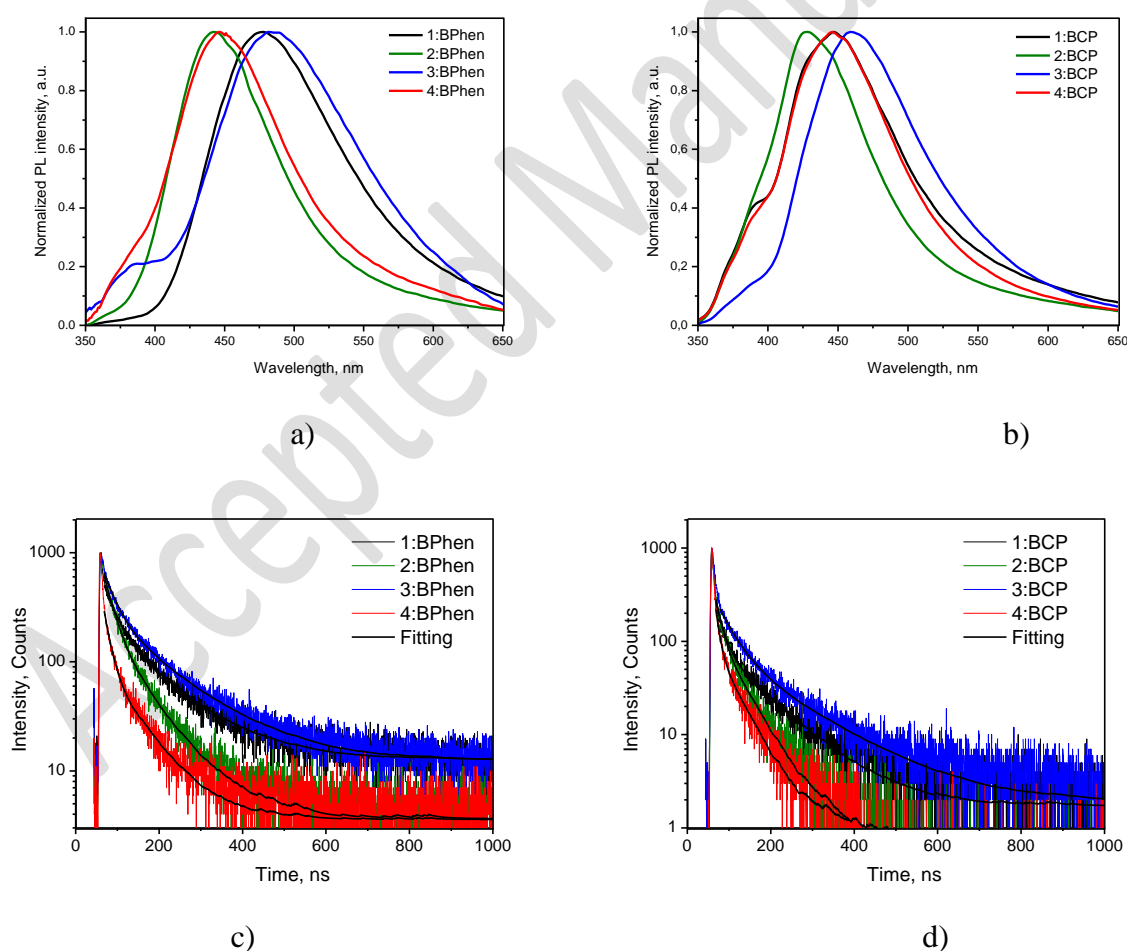 1,0
0,8
0,6
0,4
0,2
0,0
Normalized PL intensity, a.u.
1:BPhen
2:BPhen
3:BPhen
4:BPhen
350 400 450 500 550 600 650
Wavelength, nm
a)
1,0
0,8
0,6
0,4
0,2
0,0
Normalized PL intensity, a.u.
1:BCP
2:BCP
3:BCP
4:BCP
350 400 450 500 550 600 650
Wavelength, nm
b)
1000
100
10
Intensity, Counts
1:BPhen
2:BPhen
3:BPhen
4:BPhen
Fitting
0 200 400 600 800 1000
Time, ns
c)
1000
100
10
1
Intensity, Counts
1:BCP
2:BCP
3:BCP
4:BCP
Fitting
0 200 400 600 800 1000
Time, ns
d)
Accepted Manu